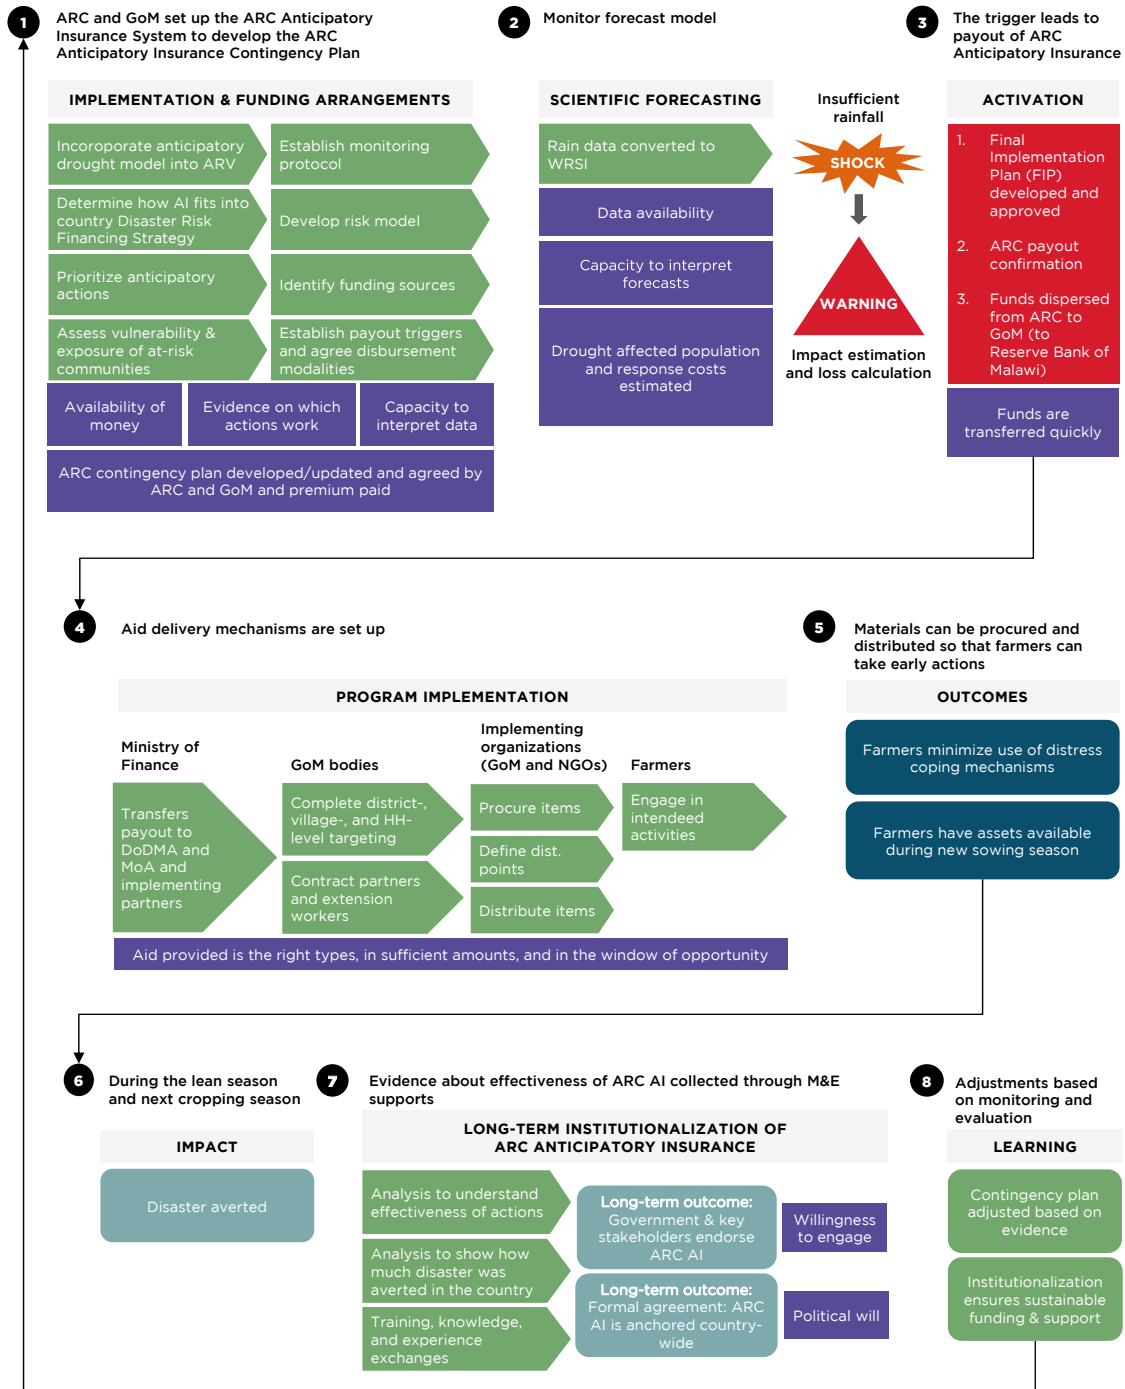 1
ARC and GoM set up the ARC Anticipatory
Insurance System to develop the ARC
Anticipatory Insurance Contingency Plan
IMPLEMENTATION & FUNDING ARRANGEMENTS
Incoroporate anticipatory
drought model into ARV
Establish monitoring
protocol
Determine how AI fits into
country Disaster Risk
Financing Strategy
Develop risk model
Prioritize anticipatory
actions
Identify funding sources
Assess vulnerability &
exposure of at-risk
communities
Establish payout triggers
and agree disbursement
modalities
Availability of
money
Evidence on which
actions work
Capacity to
interpret data
ARC contingency plan developed/updated and agreed by
ARC and GoM and premium paid
2
Monitor forecast model
SCIENTIFIC FORECASTING
Rain data converted to
WRSI
Data availability
Capacity to interpret
forecasts
Drought affected population
and response costs
estimated
Insufficient
rainfall
SHOCK
WARNING
Impact estimation
and loss calculation
3
The trigger leads to
payout of ARC
Anticipatory Insurance
ACTIVATION
1. Final
Implementation
Plan (FIP)
developed and
approved
2. ARC payout
confirmation
3. Funds dispersed
from ARC to
GoM (to
Reserve Bank of
Malawi)
Funds are
transferred quickly
4
Aid delivery mechanisms are set up
PROGRAM IMPLEMENTATION
Ministry of
Finance
Transfers
payout to
DoDMA and
MoA and
implementing
partners
GoM bodies
Complete district-,
village-, and HH-
level targeting
Contract partners
and extension
workers
Implementing
organizations
(GoM and NGOs)
Procure items
Define dist.
points
Distribute items
Farmers
Engage in
intendeed
activities
Aid provided is the right types, in sufficient amounts, and in the window of opportunity
5
Materials can be procured and
distributed so that farmers can
take early actions
OUTCOMES
Farmers minimize use of distress
coping mechanisms
Farmers have assets available
during new sowing season
6
During the lean season
and next cropping season
IMPACT
Disaster averted
7
Evidence about effectiveness of ARC AI collected through M&E
supports
LONG-TERM INSTITUTIONALIZATION OF
ARC ANTICIPATORY INSURANCE
Analysis to understand
effectiveness of actions
Analysis to show how
much disaster was
averted in the country
Training, knowledge,
and experience
exchanges
Long-term outcome:
Government & key
stakeholders endorse
ARC AI
Long-term outcome:
Formal agreement: ARC
AI is anchored country-
wide
Willingness
to engage
Political will
8
Adjustments based
on monitoring and
evaluation
LEARNING
Contingency plan
adjusted based on
evidence
Institutionalization
ensures sustainable
funding & support